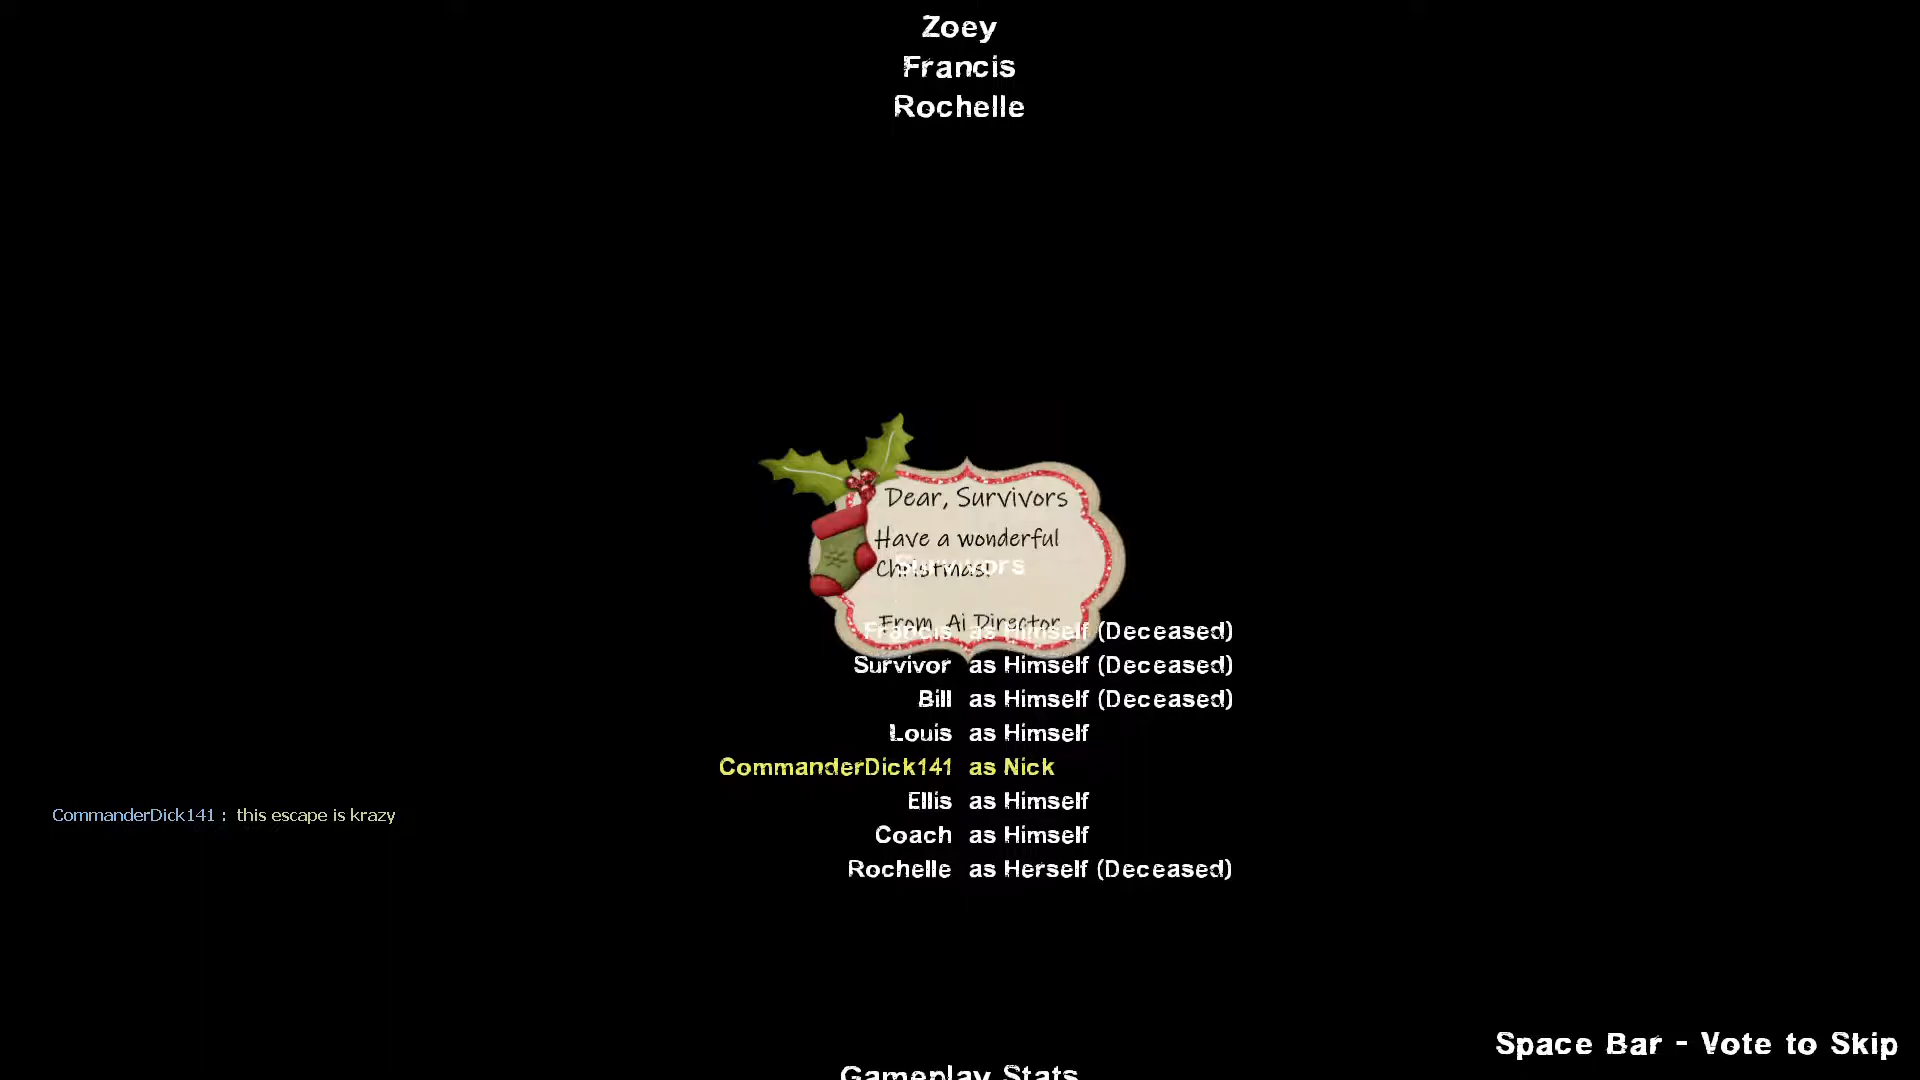 Zoey
Francis
Rochelle
Dear, Survivors
Have a wonderful
Christmas!
Survivors
From, Ai Director
Francis as Himself (Deceased)
Survivor as Himself (Deceased)
Bill as Himself (Deceased)
Louis as Himself
CommanderDick141 as Nick
Ellis as Himself
CommanderDick141 : this escape is krazy
Coach as Himself
Rochelle as Herself (Deceased)
Space Bar - Vote to Skip
Gameplay Stats